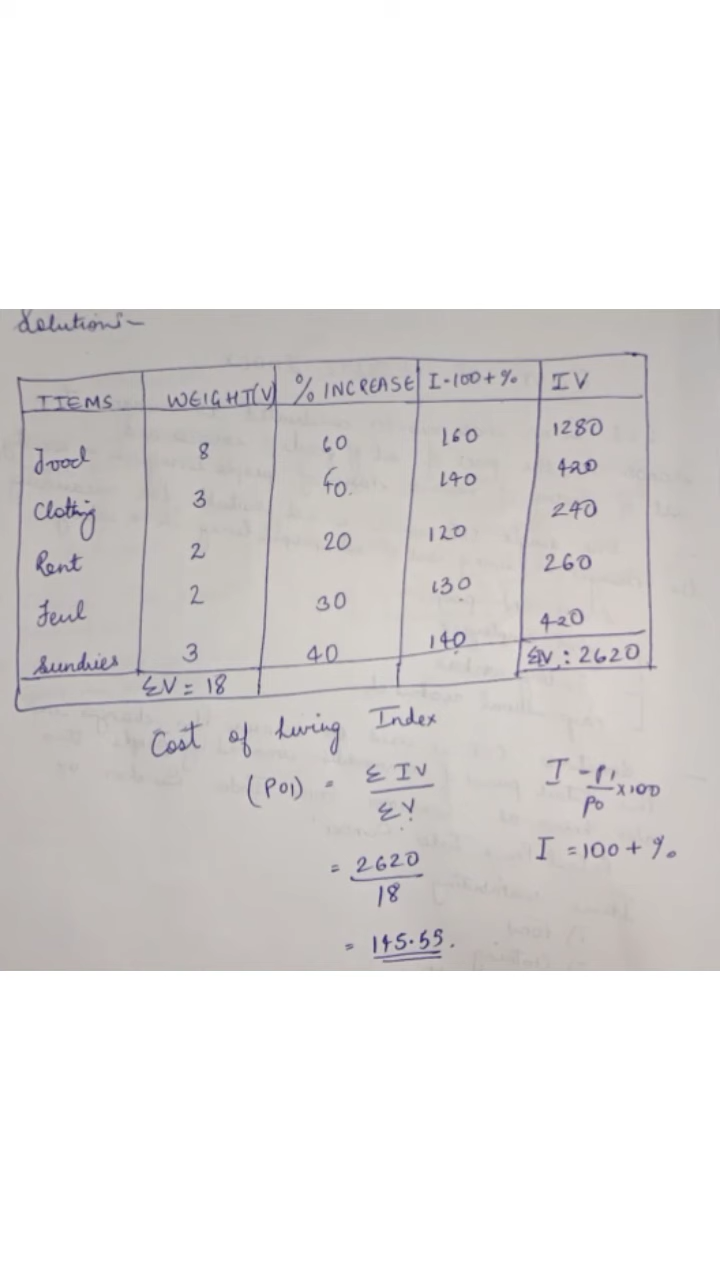 Solution:-
ITEMS WEIGHT(V) % INCREASE I-100+% IV
Food 8 60 160 1280
Clothing 3 40. 140 420
Rent 2 20 120 240
Feul 2 30 130 260
Sundries 3 40 140 420
ΣV = 18 ΣIV : 2620
Cost of Living Index
(P01) = ΣIV / ΣV
I - P1/P0 ×100
= 2620/18
I = 100 + %
= 145.55.